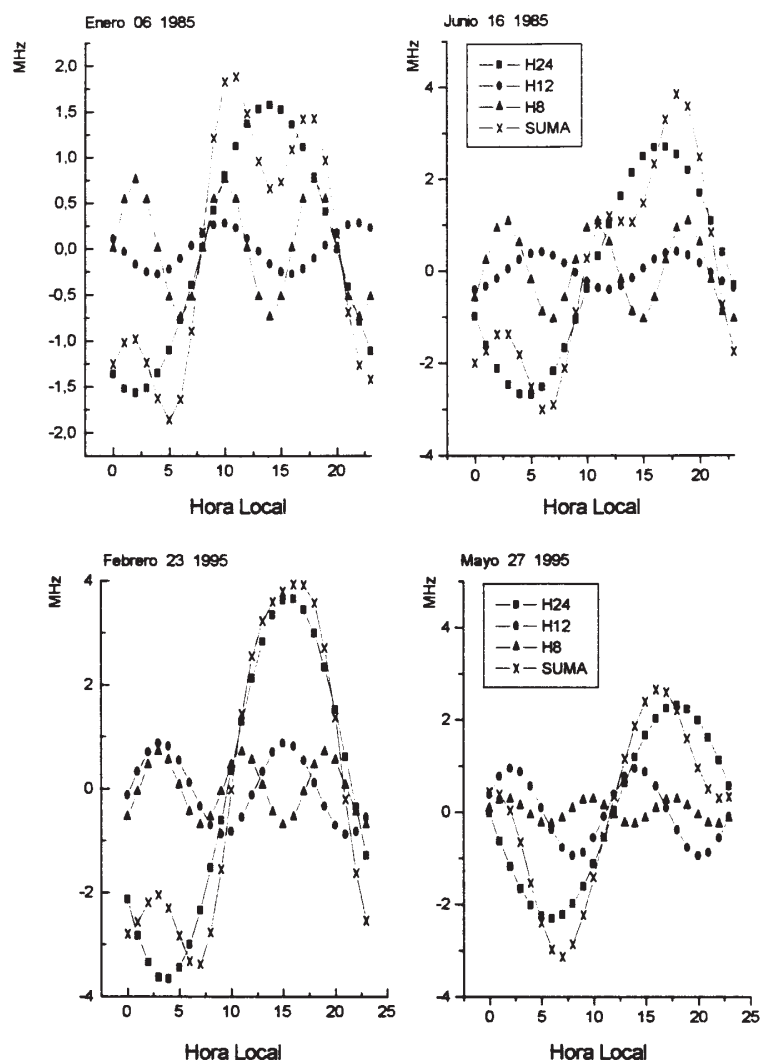 Enero 06 1985
MHz
2,0
1,5
1,0
0,5
0,0
-0,5
-1,0
-1,5
-2,0
0 5 10 15 20
Hora Local
Junio 16 1985
MHz
H24
H12
H8
SUMA
4
2
0
-2
-4
0 5 10 15 20
Hora Local
Febrero 23 1995
MHz
4
2
0
-2
-4
0 5 10 15 20 25
Hora Local
Mayo 27 1995
MHz
H24
H12
H8
SUMA
4
2
0
-2
-4
0 5 10 15 20 25
Hora Local